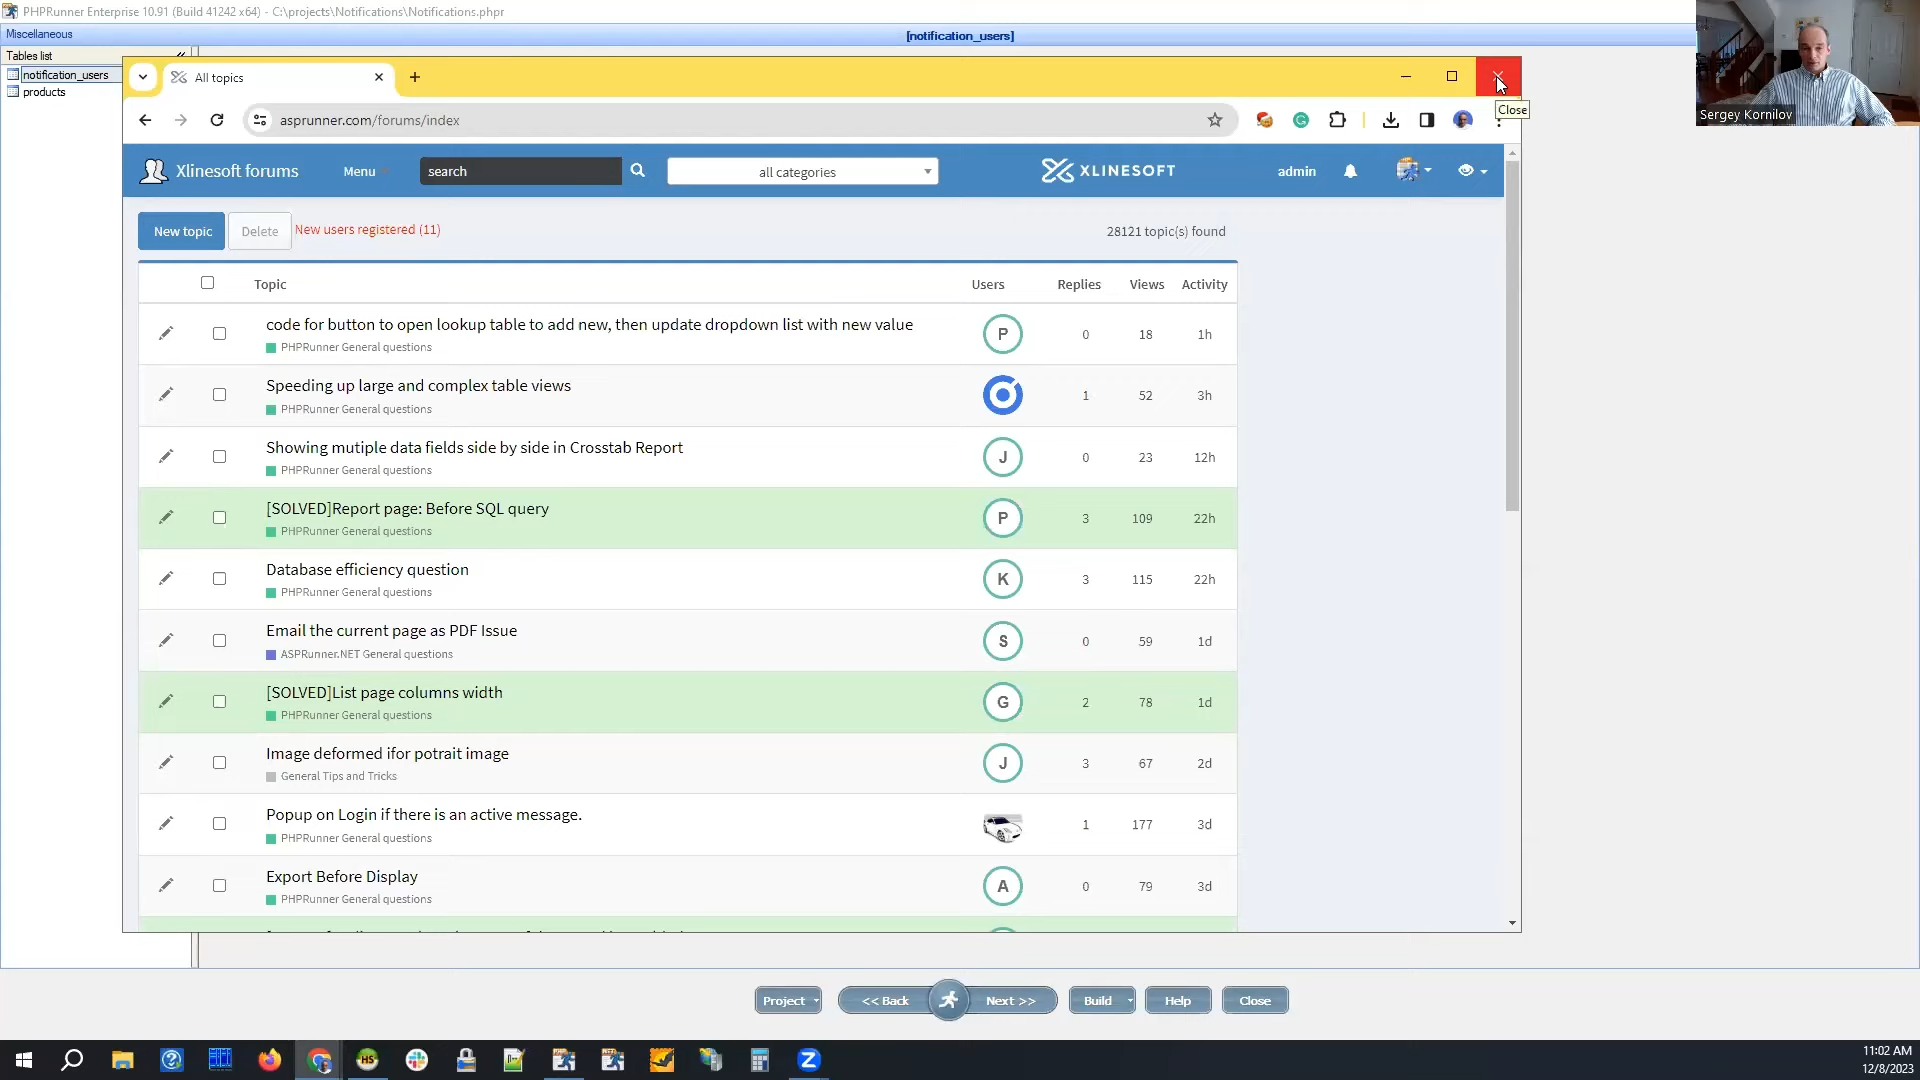 PHPRunner Enterprise 10.91 (Build 41242 x64) - C:\projects\Notifications\Notifications.phpr
Miscellaneous
[notification_users]
Tables list
notification_users
products
All topics
Close
Sergey Kornilov
asprunner.com/forums/index
Xlinesoft forums
Menu
search
all categories
XLINESOFT
admin
New topic
Delete
New users registered (11)
28121 topic(s) found
Topic Users Replies Views Activity
code for button to open lookup table to add new, then update dropdown list with new value P 0 18 1h
PHPRunner General questions
Speeding up large and complex table views 1 52 3h
PHPRunner General questions
Showing mutiple data fields side by side in Crosstab Report J 0 23 12h
PHPRunner General questions
[SOLVED]Report page: Before SQL query P 3 109 22h
PHPRunner General questions
Database efficiency question K 3 115 22h
PHPRunner General questions
Email the current page as PDF Issue S 0 59 1d
ASPRunner.NET General questions
[SOLVED]List page columns width G 2 78 1d
PHPRunner General questions
Image deformed ifor potrait image J 3 67 2d
General Tips and Tricks
Popup on Login if there is an active message. 1 177 3d
PHPRunner General questions
Export Before Display A 0 79 3d
PHPRunner General questions
Project << Back Next >> Build Help Close
HS
11:02 AM
12/8/2023